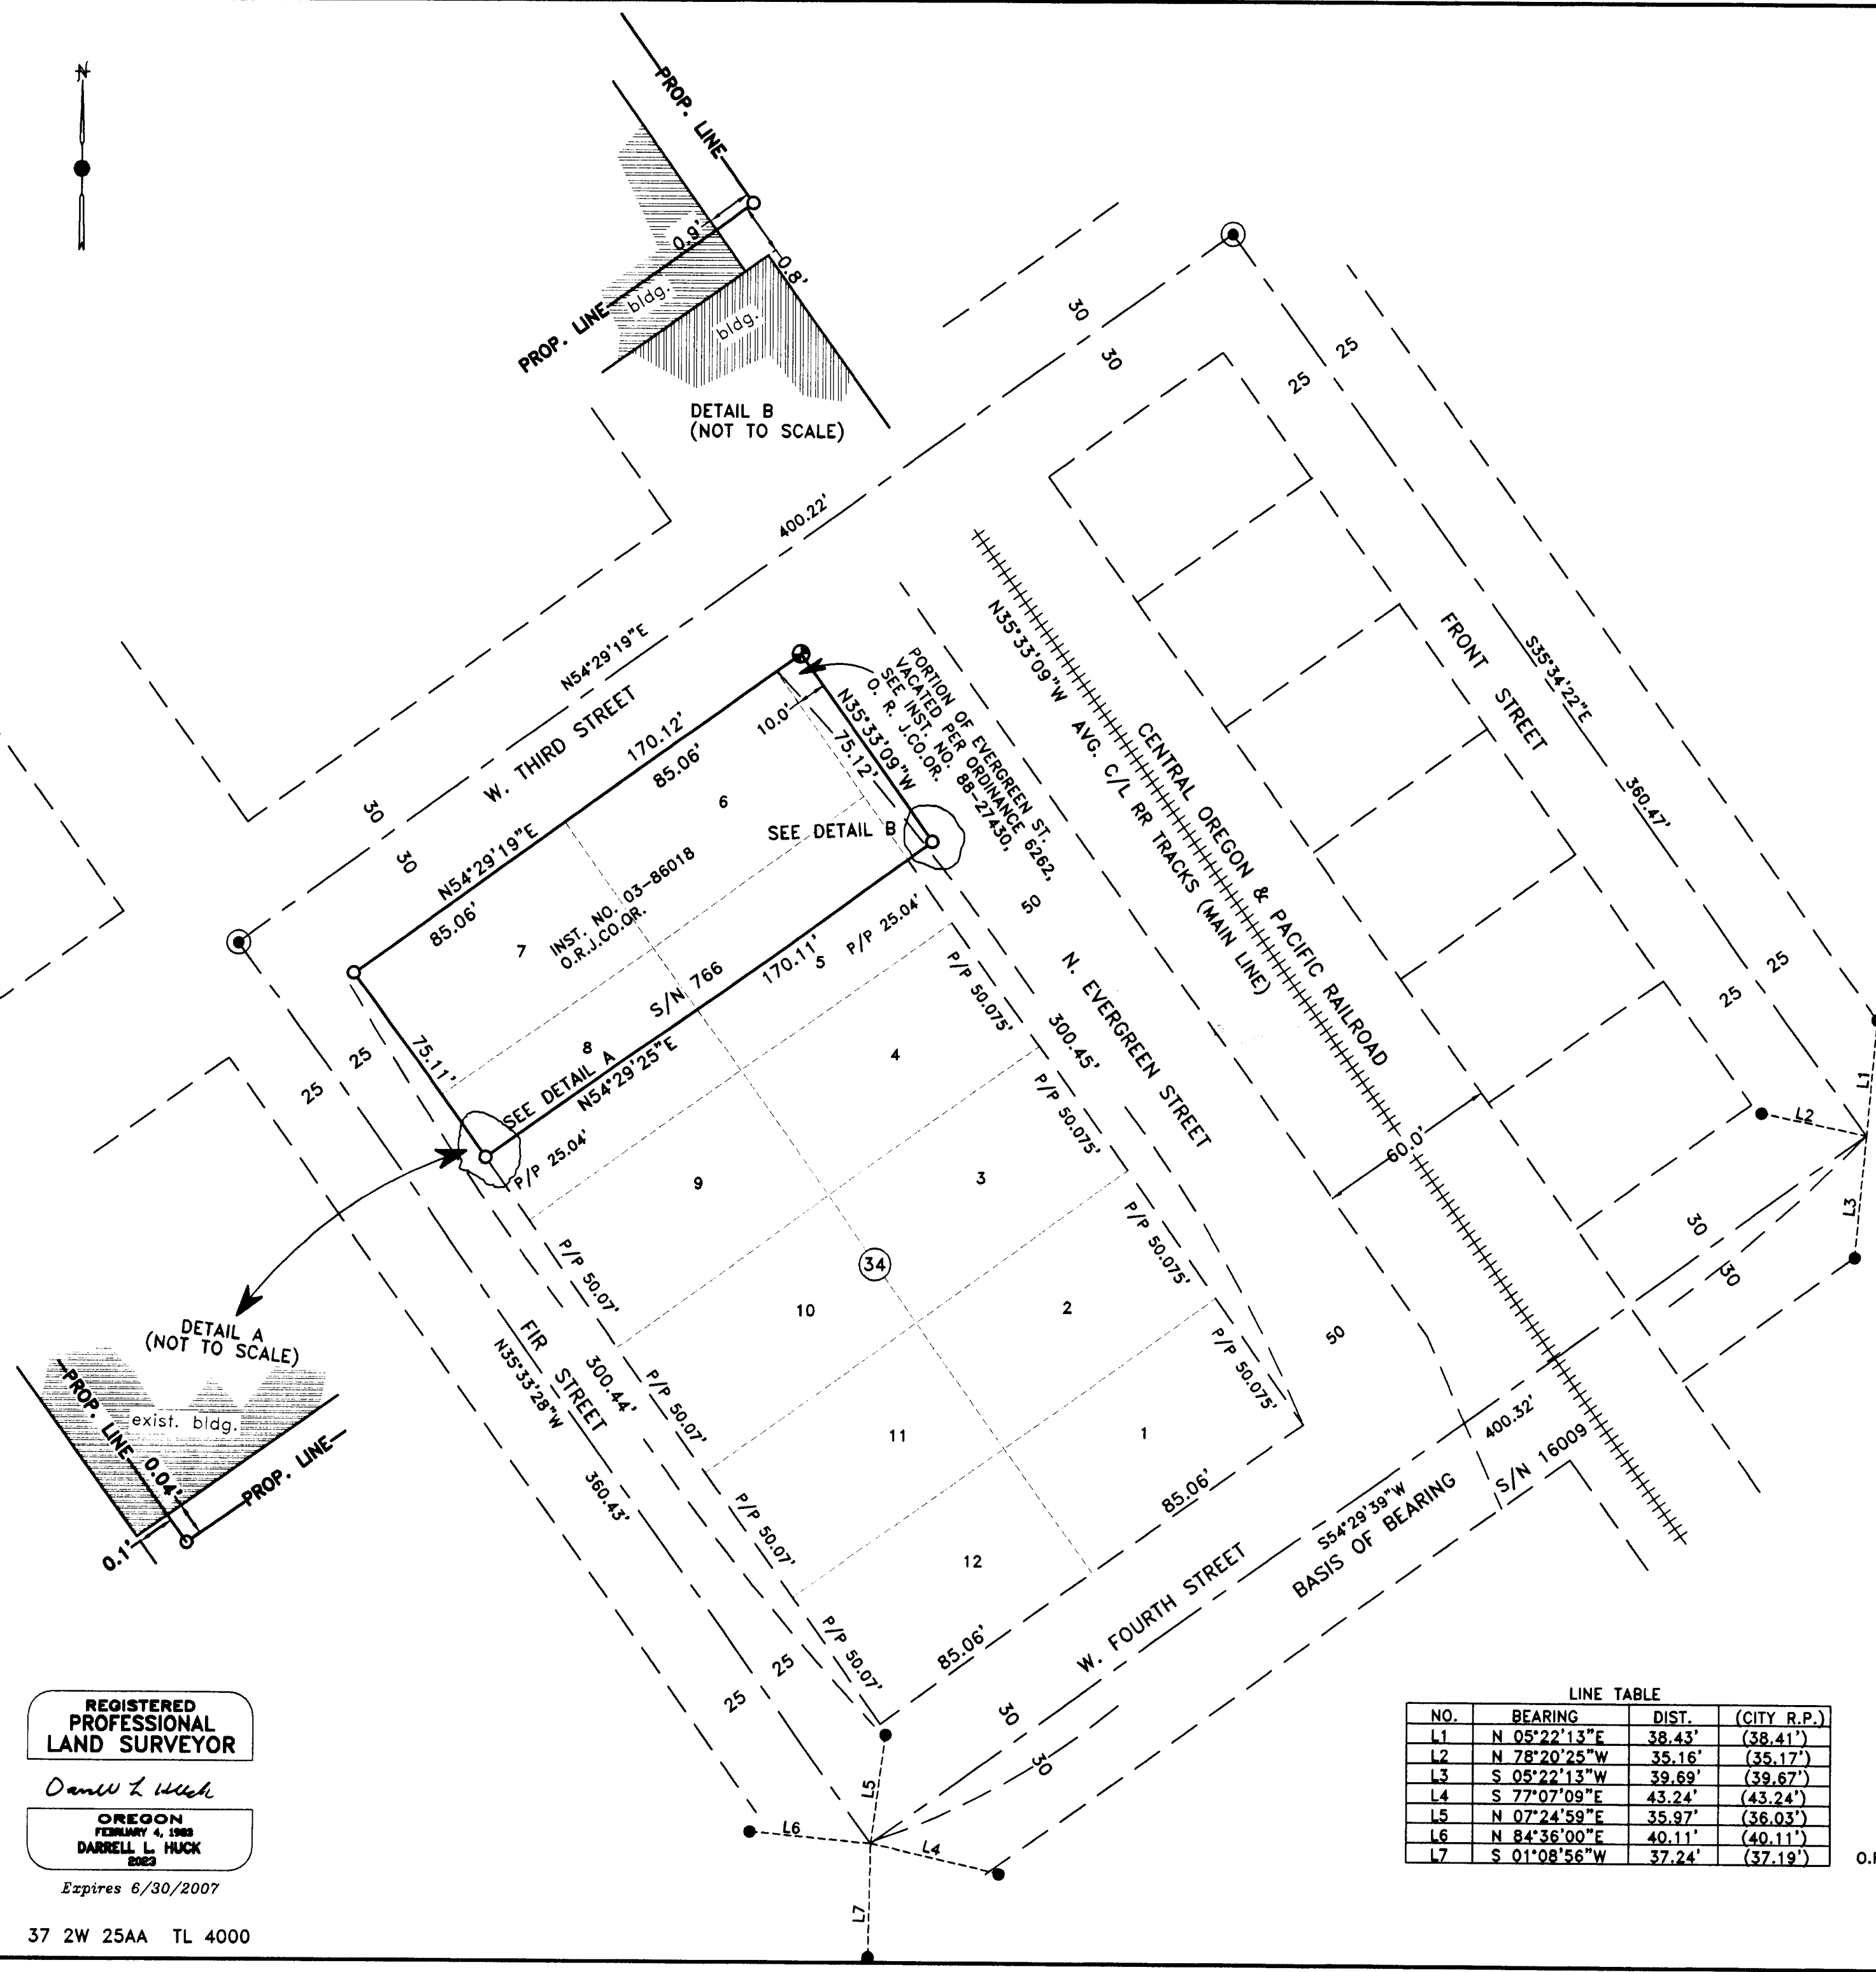 N
PROP. LINE
0.9'
0.8'
PROP. LINE
bldg.
bldg.
DETAIL B
(NOT TO SCALE)
30
30
25
25
400.22'
N54°29'19"E
W. THIRD STREET
30
30
170.12'
85.06'
N54°29'19"E
85.06'
10.0'
N35°33'09"W
75.12'
PORTION OF EVERGREEN ST.
VACATED PER ORDINANCE 6262,
SEE INST. NO. 88-27430,
O. R. J.CO.OR.
N35°33'09"W AVG. C/L RR TRACKS (MAIN LINE)
CENTRAL OREGON & PACIFIC RAILROAD
FRONT STREET
S35°34'22"E
360.47'
6
SEE DETAIL B
7
INST. NO. 03-86018
O.R.J.CO.OR.
S/N 766
170.11'
5
P/P 25.04'
8
SEE DETAIL A
N54°29'25"E
75.11'
25
25
P/P 25.04'
50
N. EVERGREEN STREET
300.45'
P/P 50.075'
P/P 50.075'
P/P 50.075'
P/P 50.075'
4
3
2
1
9
10
11
12
34
60.0'
50
25
25
L1
L2
L3
30
30
DETAIL A
(NOT TO SCALE)
PROP. LINE
exist. bldg.
0.04'
PROP. LINE
0.1'
FIR STREET
N35°33'28"W
300.44'
360.43'
P/P 50.07'
P/P 50.07'
P/P 50.07'
P/P 50.07'
85.06'
85.06'
W. FOURTH STREET
S54°29'39"W
BASIS OF BEARING
400.32'
S/N 16009
25
25
30
30
L5
L6
L4
L7
REGISTERED
PROFESSIONAL
LAND SURVEYOR
Darrell L Huck
OREGON
FEBRUARY 4, 1983
DARRELL L. HUCK
2023
Expires 6/30/2007
37 2W 25AA TL 4000
LINE TABLE
NO. BEARING DIST. (CITY R.P.)
L1 N 05°22'13"E 38.43' (38.41')
L2 N 78°20'25"W 35.16' (35.17')
L3 S 05°22'13"W 39.69' (39.67')
L4 S 77°07'09"E 43.24' (43.24')
L5 N 07°24'59"E 35.97' (36.03')
L6 N 84°36'00"E 40.11' (40.11')
L7 S 01°08'56"W 37.24' (37.19')